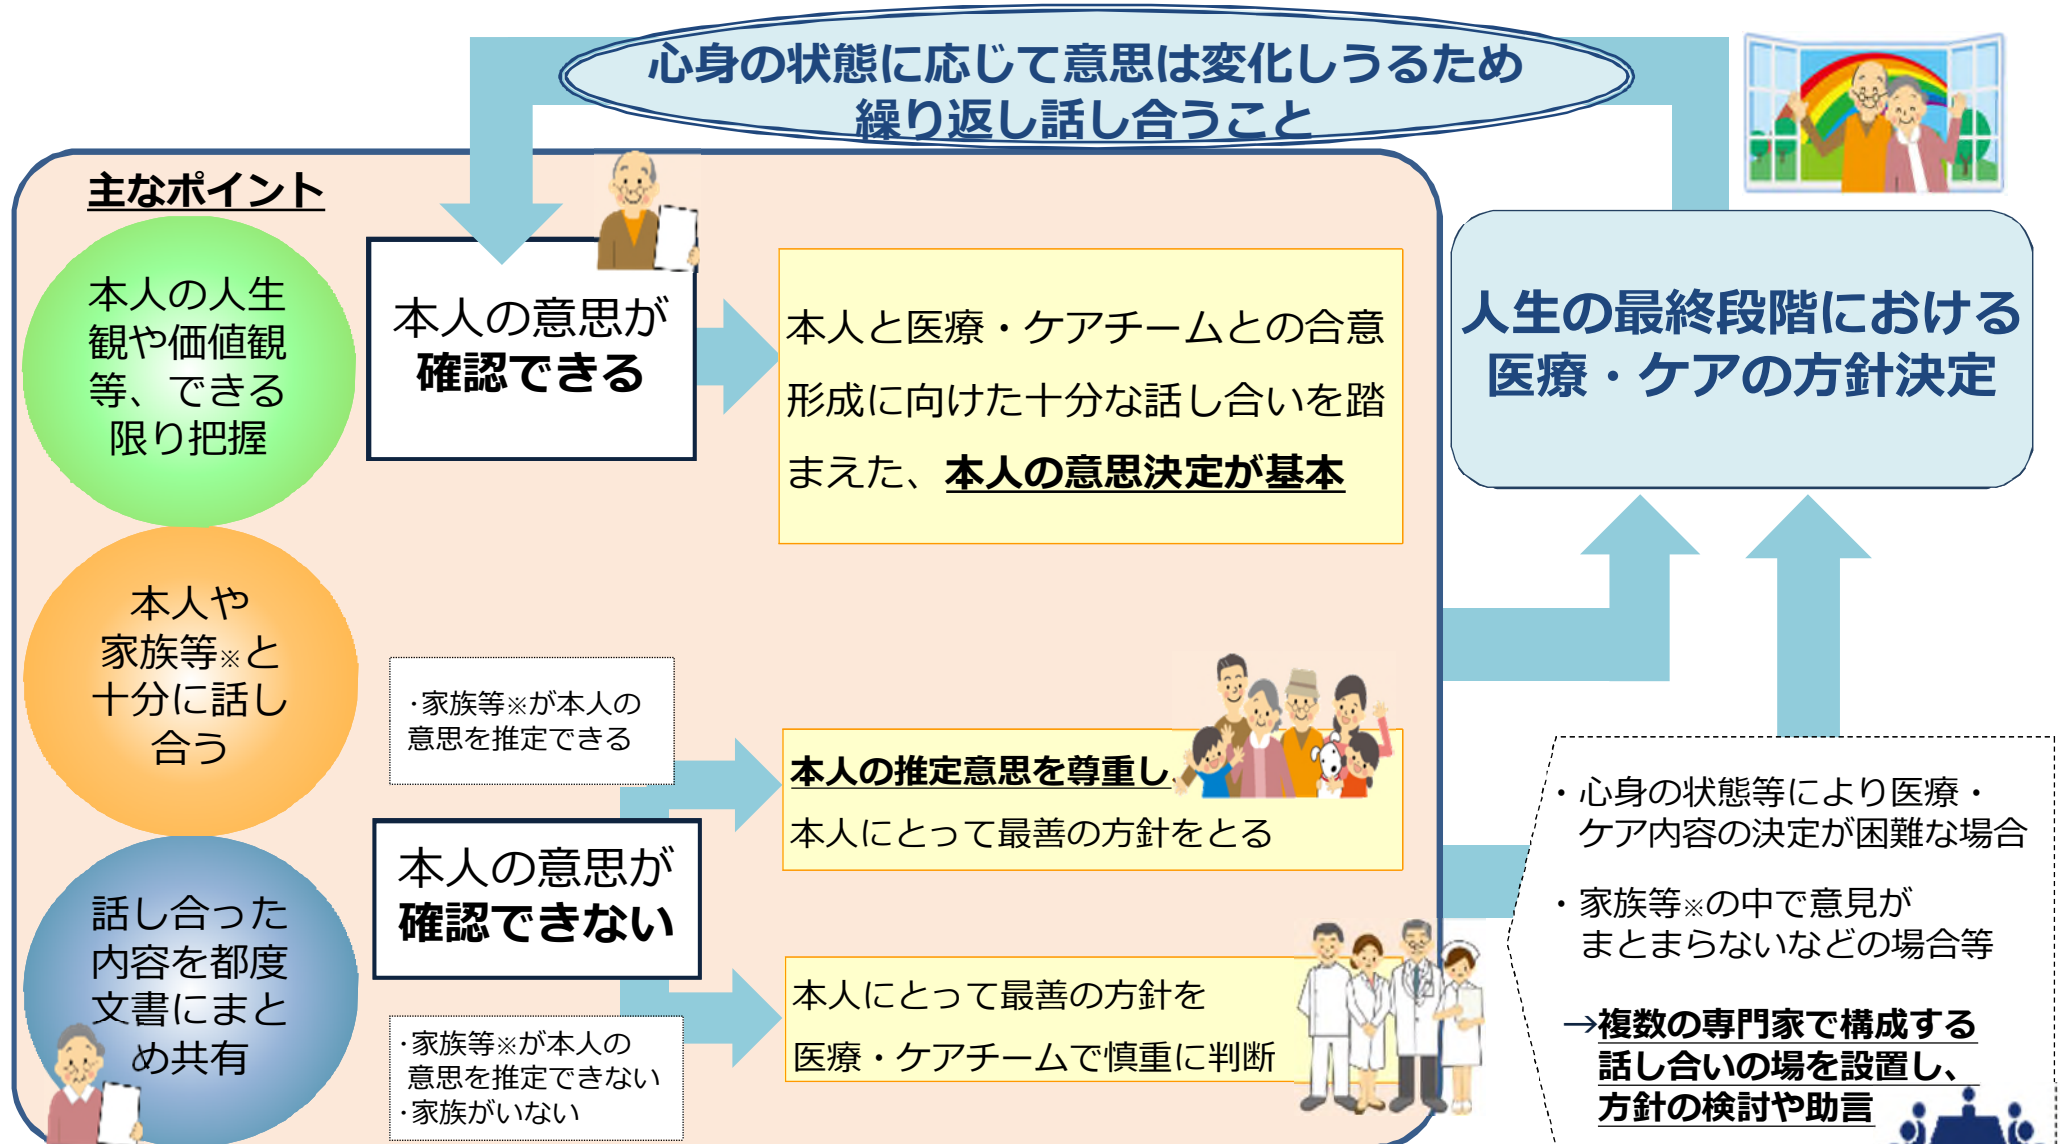 心身の状態に応じて意思は変化しうるため
繰り返し話し合うこと
主なポイント
本人の人生
観や価値観
等、できる
限り把握
本人や
家族等※と
十分に話し
合う
話し合った
内容を都度
文書にまと
め共有
本人の意思が
確認できる
本人と医療・ケアチームとの合意
形成に向けた十分な話し合いを踏
まえた、本人の意思決定が基本
・家族等※が本人の
意思を推定できる
本人の意思が
確認できない
・家族等※が本人の
意思を推定できない
・家族がいない
本人の推定意思を尊重し、
本人にとって最善の方針をとる
本人にとって最善の方針を
医療・ケアチームで慎重に判断
人生の最終段階における
医療・ケアの方針決定
・心身の状態等により医療・
ケア内容の決定が困難な場合
・家族等※の中で意見が
まとまらないなどの場合等
→複数の専門家で構成する
話し合いの場を設置し、
方針の検討や助言